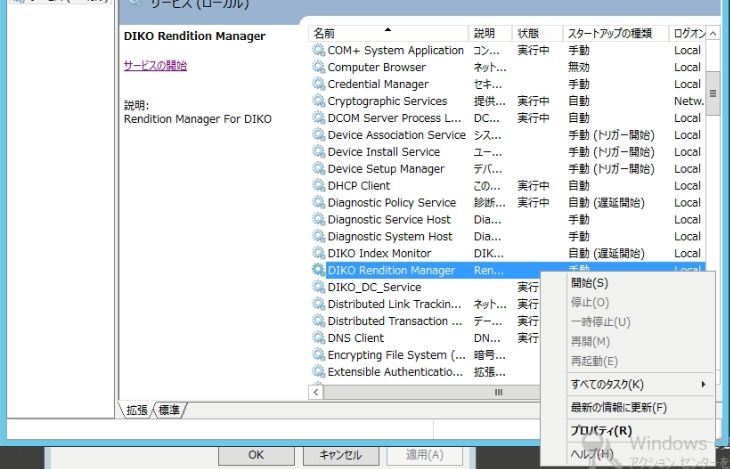 サービス (ローカル)
DIKO Rendition Manager
サービスの開始
説明:
Rendition Manager For DIKO
名前 説明 状態 スタートアップの種類 ログオン
COM+ System Application コン... 実行中 手動 Local
Computer Browser ネット... 無効 Local
Credential Manager セキ... 手動 Local
Cryptographic Services 提供... 実行中 自動 Netw...
DCOM Server Process L... DC... 実行中 自動 Local
Device Association Service シス... 手動 (トリガー開始) Local
Device Install Service ユー... 手動 (トリガー開始) Local
Device Setup Manager デバ... 手動 (トリガー開始) Local
DHCP Client この... 実行中 自動 Local
Diagnostic Policy Service 診断... 実行中 自動 (遅延開始) Local
Diagnostic Service Host Dia... 手動 Local
Diagnostic System Host Dia... 手動 Local
DIKO Index Monitor DIK... 自動 (遅延開始) Local
DIKO Rendition Manager Ren... 手動 Local
DIKO_DC_Service 実行
Distributed Link Trackin... ネット... 実行
Distributed Transaction ... デー... 実行
DNS Client DN... 実行
Encrypting File System (... 暗号...
Extensible Authenticatio... 拡張...
開始(S)
停止(O)
一時停止(U)
再開(M)
再起動(E)
すべてのタスク(K)
最新の情報に更新(F)
プロパティ(R)
ヘルプ(H)
拡張 標準
OK キャンセル 適用(A)
Windows
アクション センターを